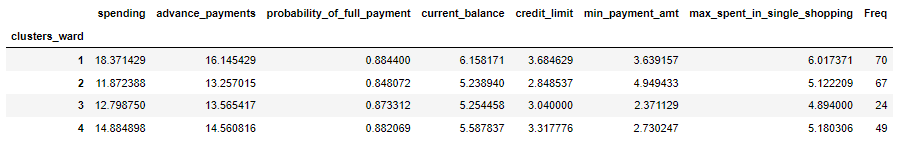 spending advance_payments probability_of_full_payment current_balance credit_limit min_payment_amt max_spent_in_single_shopping Freq
clusters_ward
1 18.371429 16.145429 0.884400 6.158171 3.684629 3.639157 6.017371 70
2 11.872388 13.257015 0.848072 5.238940 2.848537 4.949433 5.122209 67
3 12.798750 13.565417 0.873312 5.254458 3.040000 2.371129 4.894000 24
4 14.884898 14.560816 0.882069 5.587837 3.317776 2.730247 5.180306 49